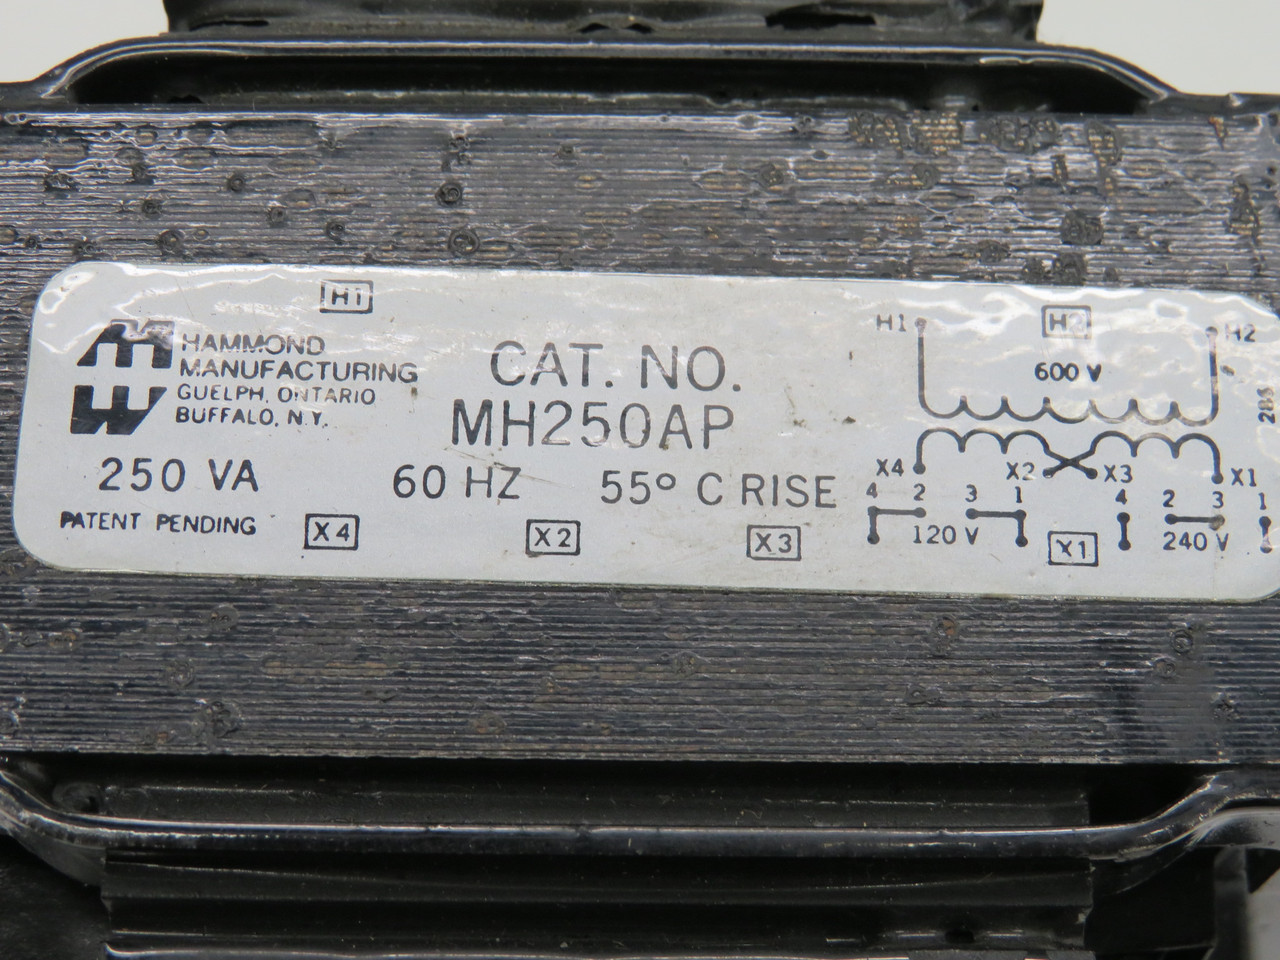 H1
HAMMOND
MANUFACTURING
GUELPH, ONTARIO
BUFFALO, N.Y.
CAT. NO.
MH250AP
250 VA 60 HZ 55° C RISE
PATENT PENDING
X4 X2 X3 X1
H1 H2 H2
600 V
X4 X2 X3 X1
4 2 3 1 4 2 3 1
120 V 240 V